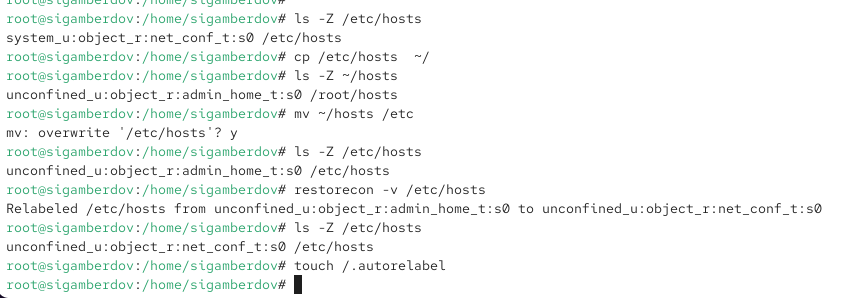 root@sigamberdov:/home/sigamberdov#
root@sigamberdov:/home/sigamberdov# ls -Z /etc/hosts
system_u:object_r:net_conf_t:s0 /etc/hosts
root@sigamberdov:/home/sigamberdov# cp /etc/hosts  ~/
root@sigamberdov:/home/sigamberdov# ls -Z ~/hosts
unconfined_u:object_r:admin_home_t:s0 /root/hosts
root@sigamberdov:/home/sigamberdov# mv ~/hosts /etc
mv: overwrite '/etc/hosts'? y
root@sigamberdov:/home/sigamberdov# ls -Z /etc/hosts
unconfined_u:object_r:admin_home_t:s0 /etc/hosts
root@sigamberdov:/home/sigamberdov# restorecon -v /etc/hosts
Relabeled /etc/hosts from unconfined_u:object_r:admin_home_t:s0 to unconfined_u:object_r:net_conf_t:s0
root@sigamberdov:/home/sigamberdov# ls -Z /etc/hosts
unconfined_u:object_r:net_conf_t:s0 /etc/hosts
root@sigamberdov:/home/sigamberdov# touch /.autorelabel
root@sigamberdov:/home/sigamberdov#